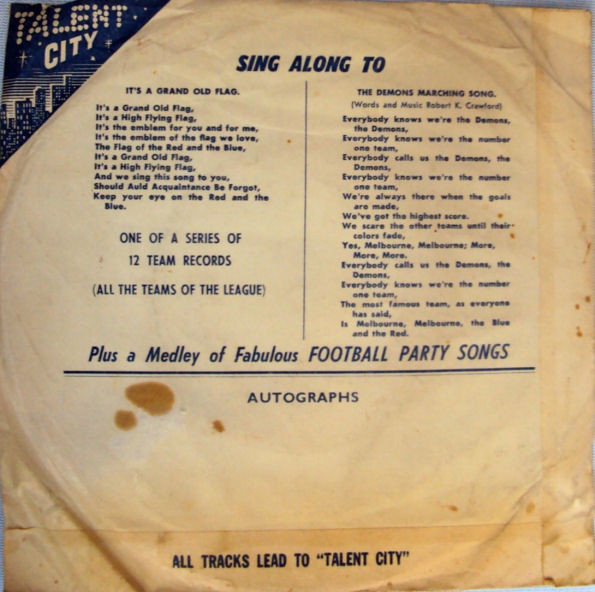 TALENT
CITY
SING ALONG TO
IT'S A GRAND OLD FLAG.
It's a Grand Old Flag,
It's a High Flying Flag,
It's the emblem for you and for me,
It's the emblem of the flag we love,
The Flag of the Red and the Blue,
It's a Grand Old Flag,
It's a High Flying Flag,
And we sing this song to you,
Should Auld Acquaintance Be Forgot,
Keep your eye on the Red and the
Blue.
ONE OF A SERIES OF
12 TEAM RECORDS
(ALL THE TEAMS OF THE LEAGUE)
THE DEMONS MARCHING SONG.
(Words and Music Robert K. Crawford)
Everybody knows we're the Demons,
the Demons,
Everybody knows we're the number
one team,
Everybody calls us the Demons, the
Demons,
Everybody knows we're the number
one team,
We're always there when the goals
are made,
We've got the highest score.
We scare the other teams until their
colors fade,
Yes, Melbourne, Melbourne; More,
More, More.
Everybody calls us the Demons, the
Demons,
Everybody knows we're the number
one team,
The most famous team, as everyone
has said,
Is Melbourne, Melbourne, the Blue
and the Red.
Plus a Medley of Fabulous FOOTBALL PARTY SONGS
AUTOGRAPHS
ALL TRACKS LEAD TO "TALENT CITY"